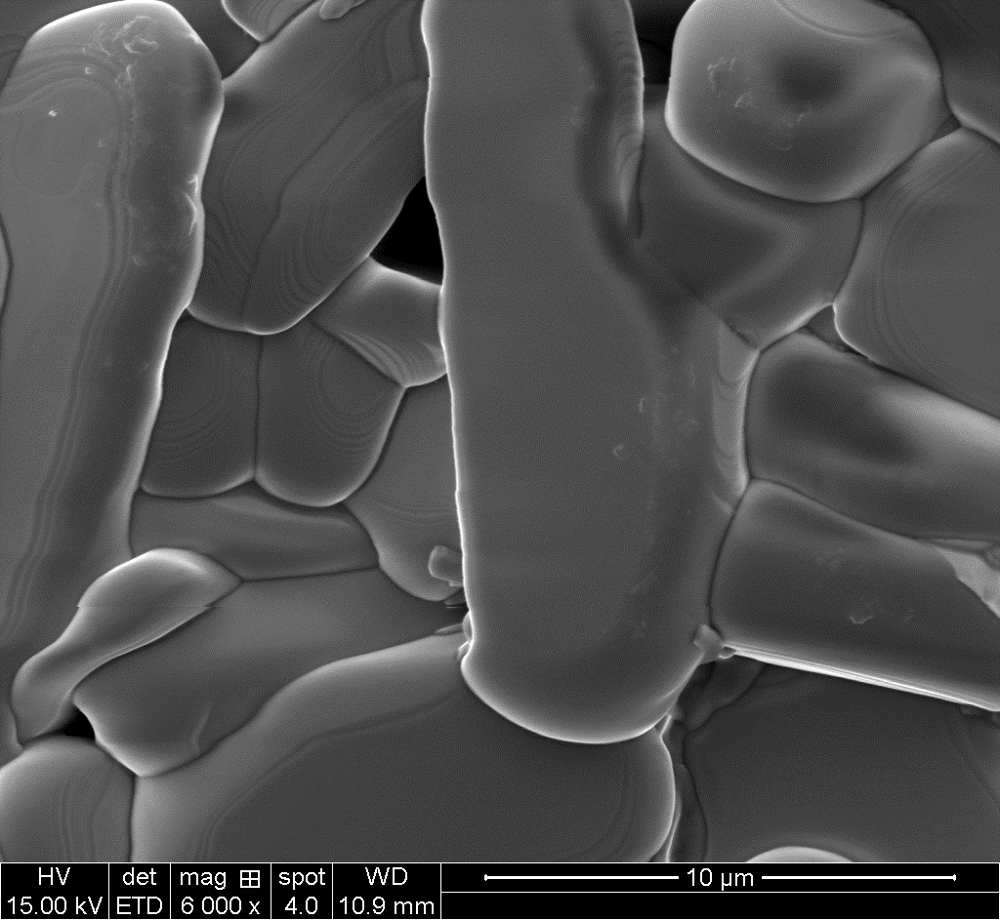 HV det mag ⊞ spot WD 10 µm
15.00 kV ETD 6 000 x 4.0 10.9 mm